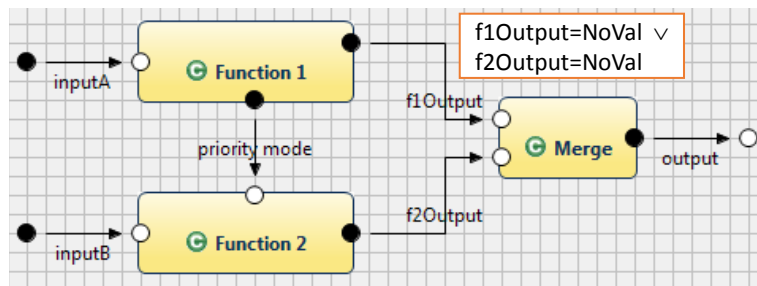 f1Output=NoVal ∨
f2Output=NoVal
inputA
C Function 1
f1Output
priority mode
C Merge
output
inputB
C Function 2
f2Output